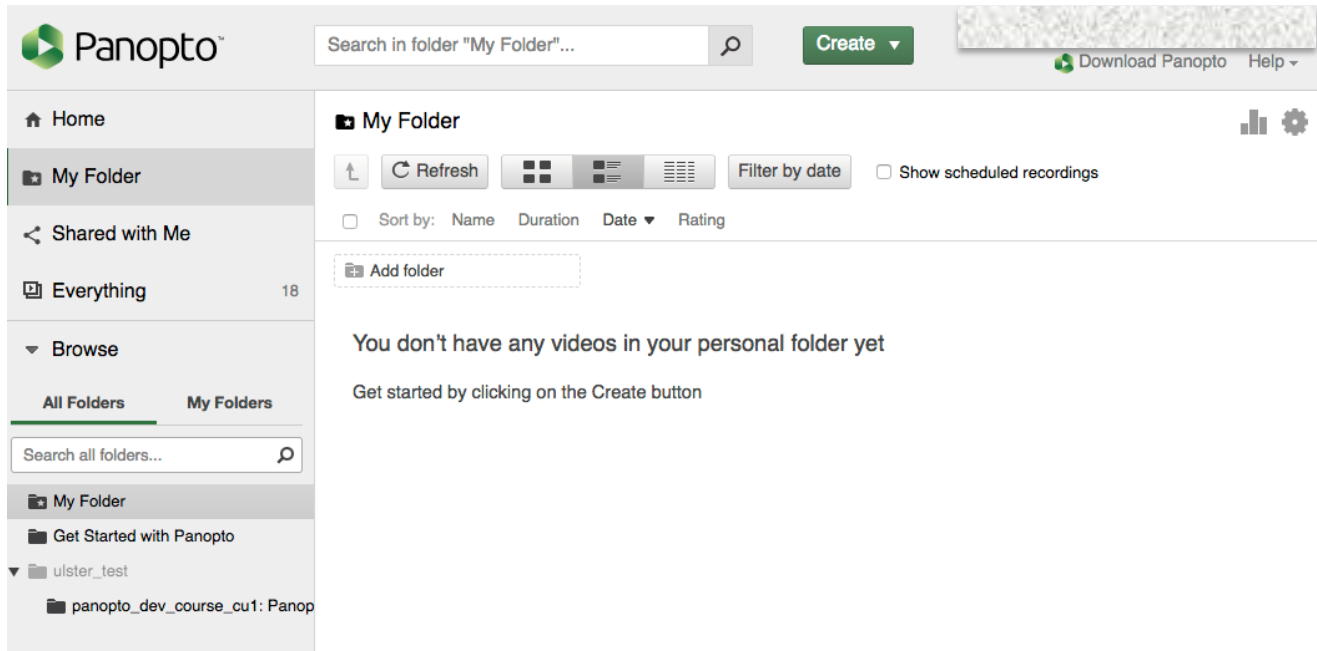 Panopto™
Search in folder "My Folder"...
Create
Download Panopto Help
Home
My Folder
Shared with Me
Everything 18
Browse
All Folders My Folders
Search all folders...
My Folder
Get Started with Panopto
ulster_test
panopto_dev_course_cu1: Panop
My Folder
Refresh Filter by date Show scheduled recordings
Sort by: Name Duration Date Rating
Add folder
You don't have any videos in your personal folder yet
Get started by clicking on the Create button